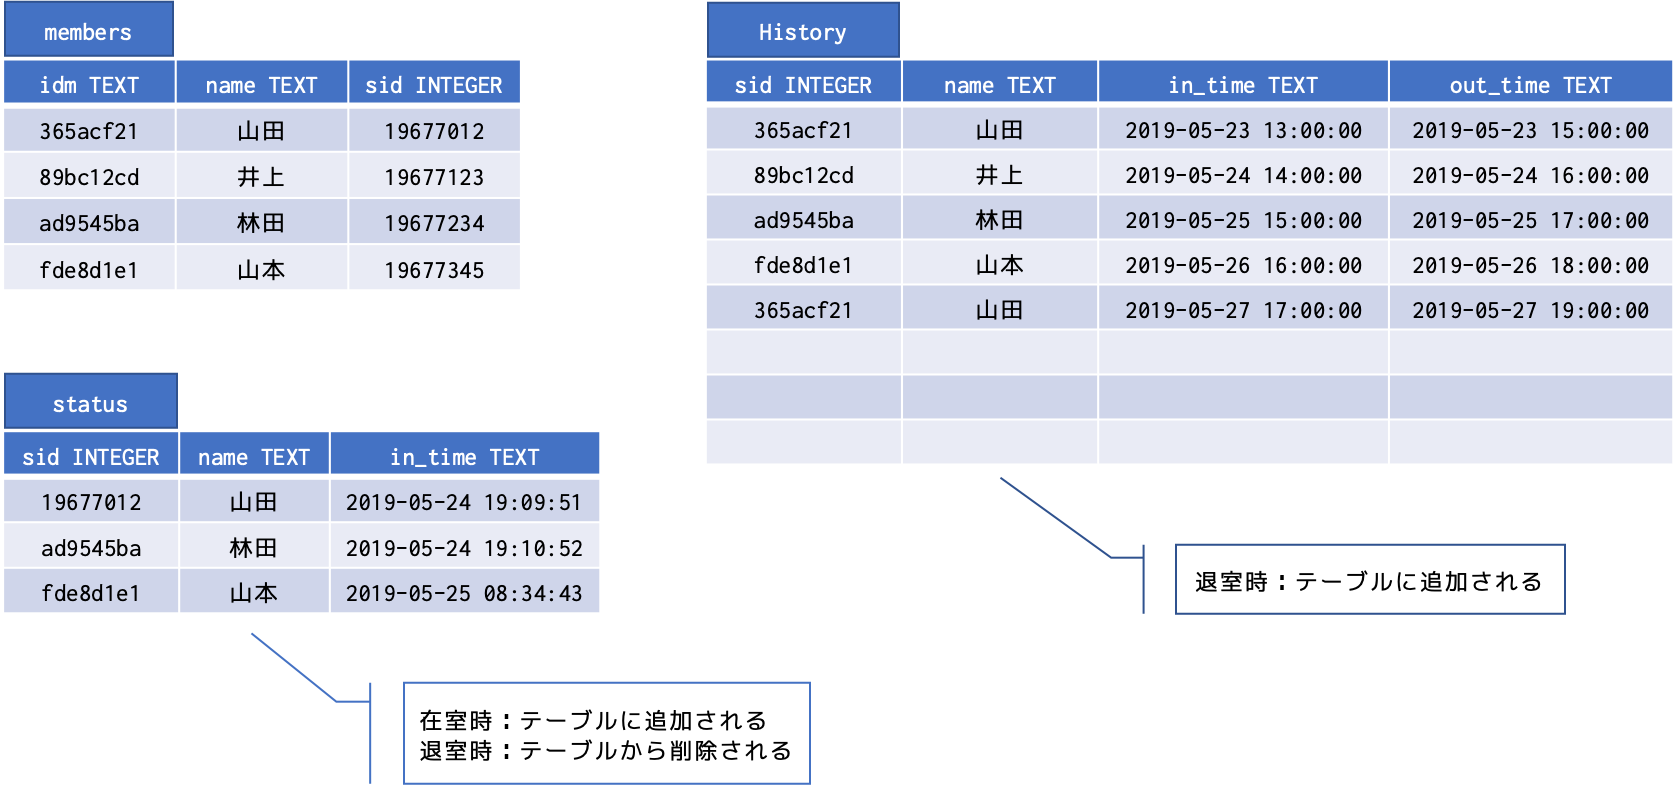 members
idm TEXT name TEXT sid INTEGER
365acf21 山田 19677012
89bc12cd 井上 19677123
ad9545ba 林田 19677234
fde8d1e1 山本 19677345
History
sid INTEGER name TEXT in_time TEXT out_time TEXT
365acf21 山田 2019-05-23 13:00:00 2019-05-23 15:00:00
89bc12cd 井上 2019-05-24 14:00:00 2019-05-24 16:00:00
ad9545ba 林田 2019-05-25 15:00:00 2019-05-25 17:00:00
fde8d1e1 山本 2019-05-26 16:00:00 2019-05-26 18:00:00
365acf21 山田 2019-05-27 17:00:00 2019-05-27 19:00:00
status
sid INTEGER name TEXT in_time TEXT
19677012 山田 2019-05-24 19:09:51
ad9545ba 林田 2019-05-24 19:10:52
fde8d1e1 山本 2019-05-25 08:34:43
退室時：テーブルに追加される
在室時：テーブルに追加される
退室時：テーブルから削除される